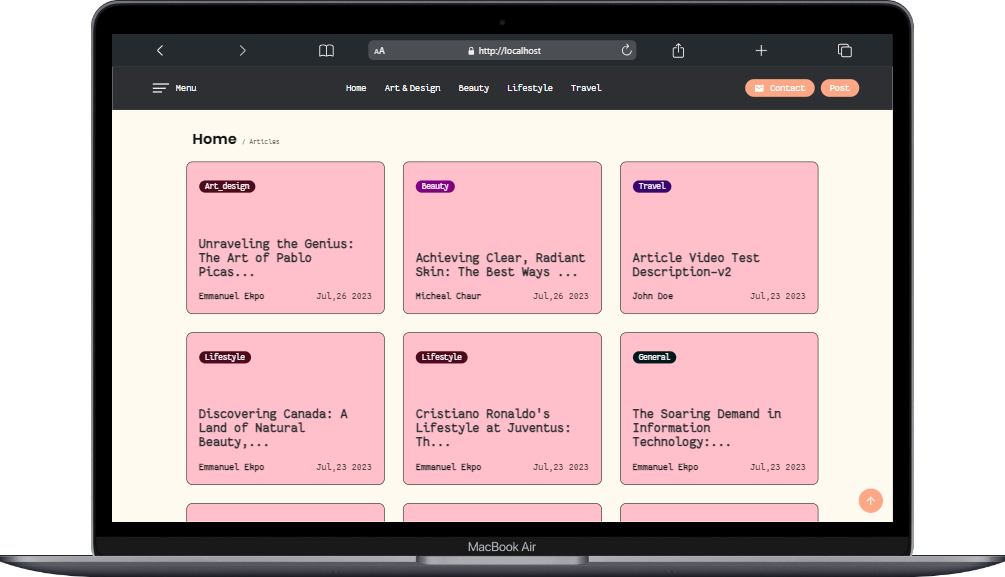 AA http://localhost
Menu Home Art & Design Beauty Lifestyle Travel Contact Post
Home / Articles
Art_design
Unraveling the Genius:
The Art of Pablo
Picas...
Emmanuel Ekpo Jul,26 2023
Beauty
Achieving Clear, Radiant
Skin: The Best Ways ...
Micheal Chaur Jul,26 2023
Travel
Article Video Test
Description-v2
John Doe Jul,23 2023
Lifestyle
Discovering Canada: A
Land of Natural
Beauty,...
Emmanuel Ekpo Jul,23 2023
Lifestyle
Cristiano Ronaldo's
Lifestyle at Juventus:
Th...
Emmanuel Ekpo Jul,23 2023
General
The Soaring Demand in
Information
Technology:...
Emmanuel Ekpo Jul,23 2023
MacBook Air